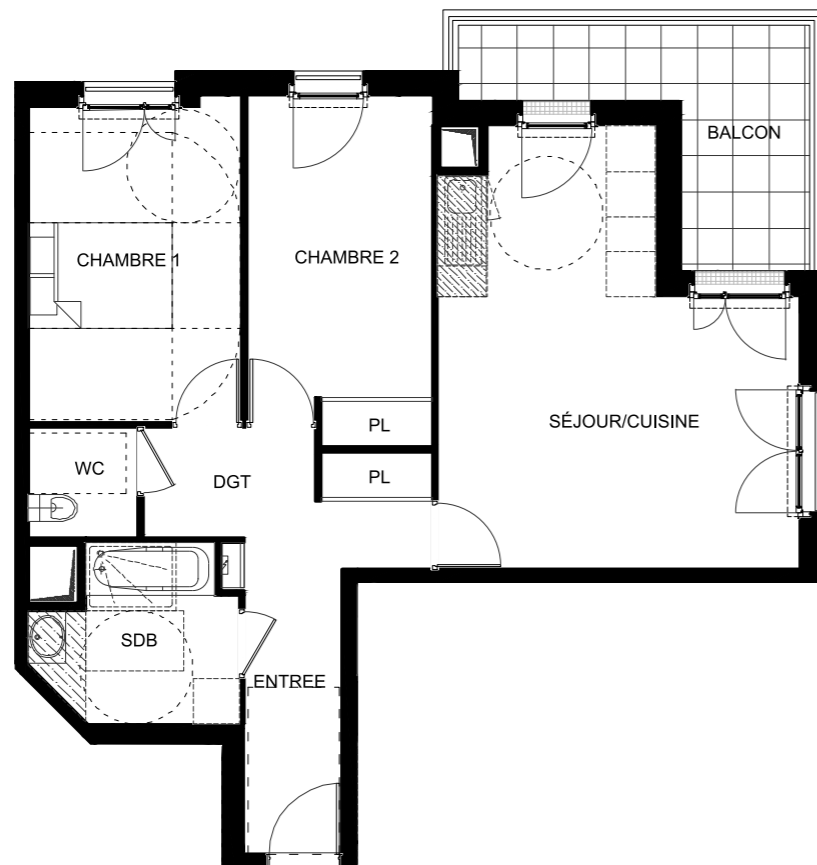 BALCON
CHAMBRE 1
CHAMBRE 2
SÉJOUR/CUISINE
PL
WC
PL
DGT
SDB
ENTREE